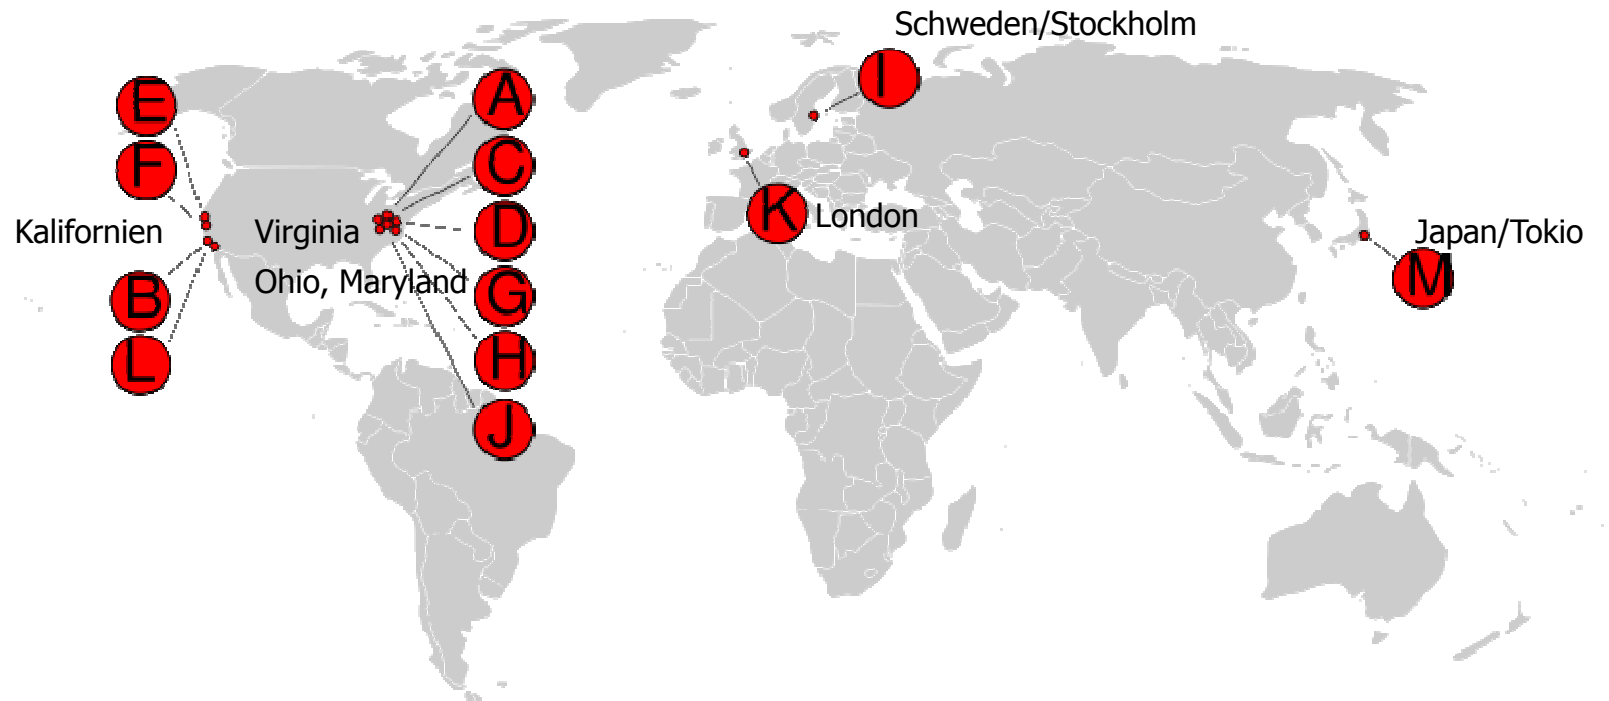 Schweden/Stockholm
E
A
I
F
C
K
London
Kalifornien
Virginia
D
Japan/Tokio
Ohio, Maryland
G
M
B
H
L
J